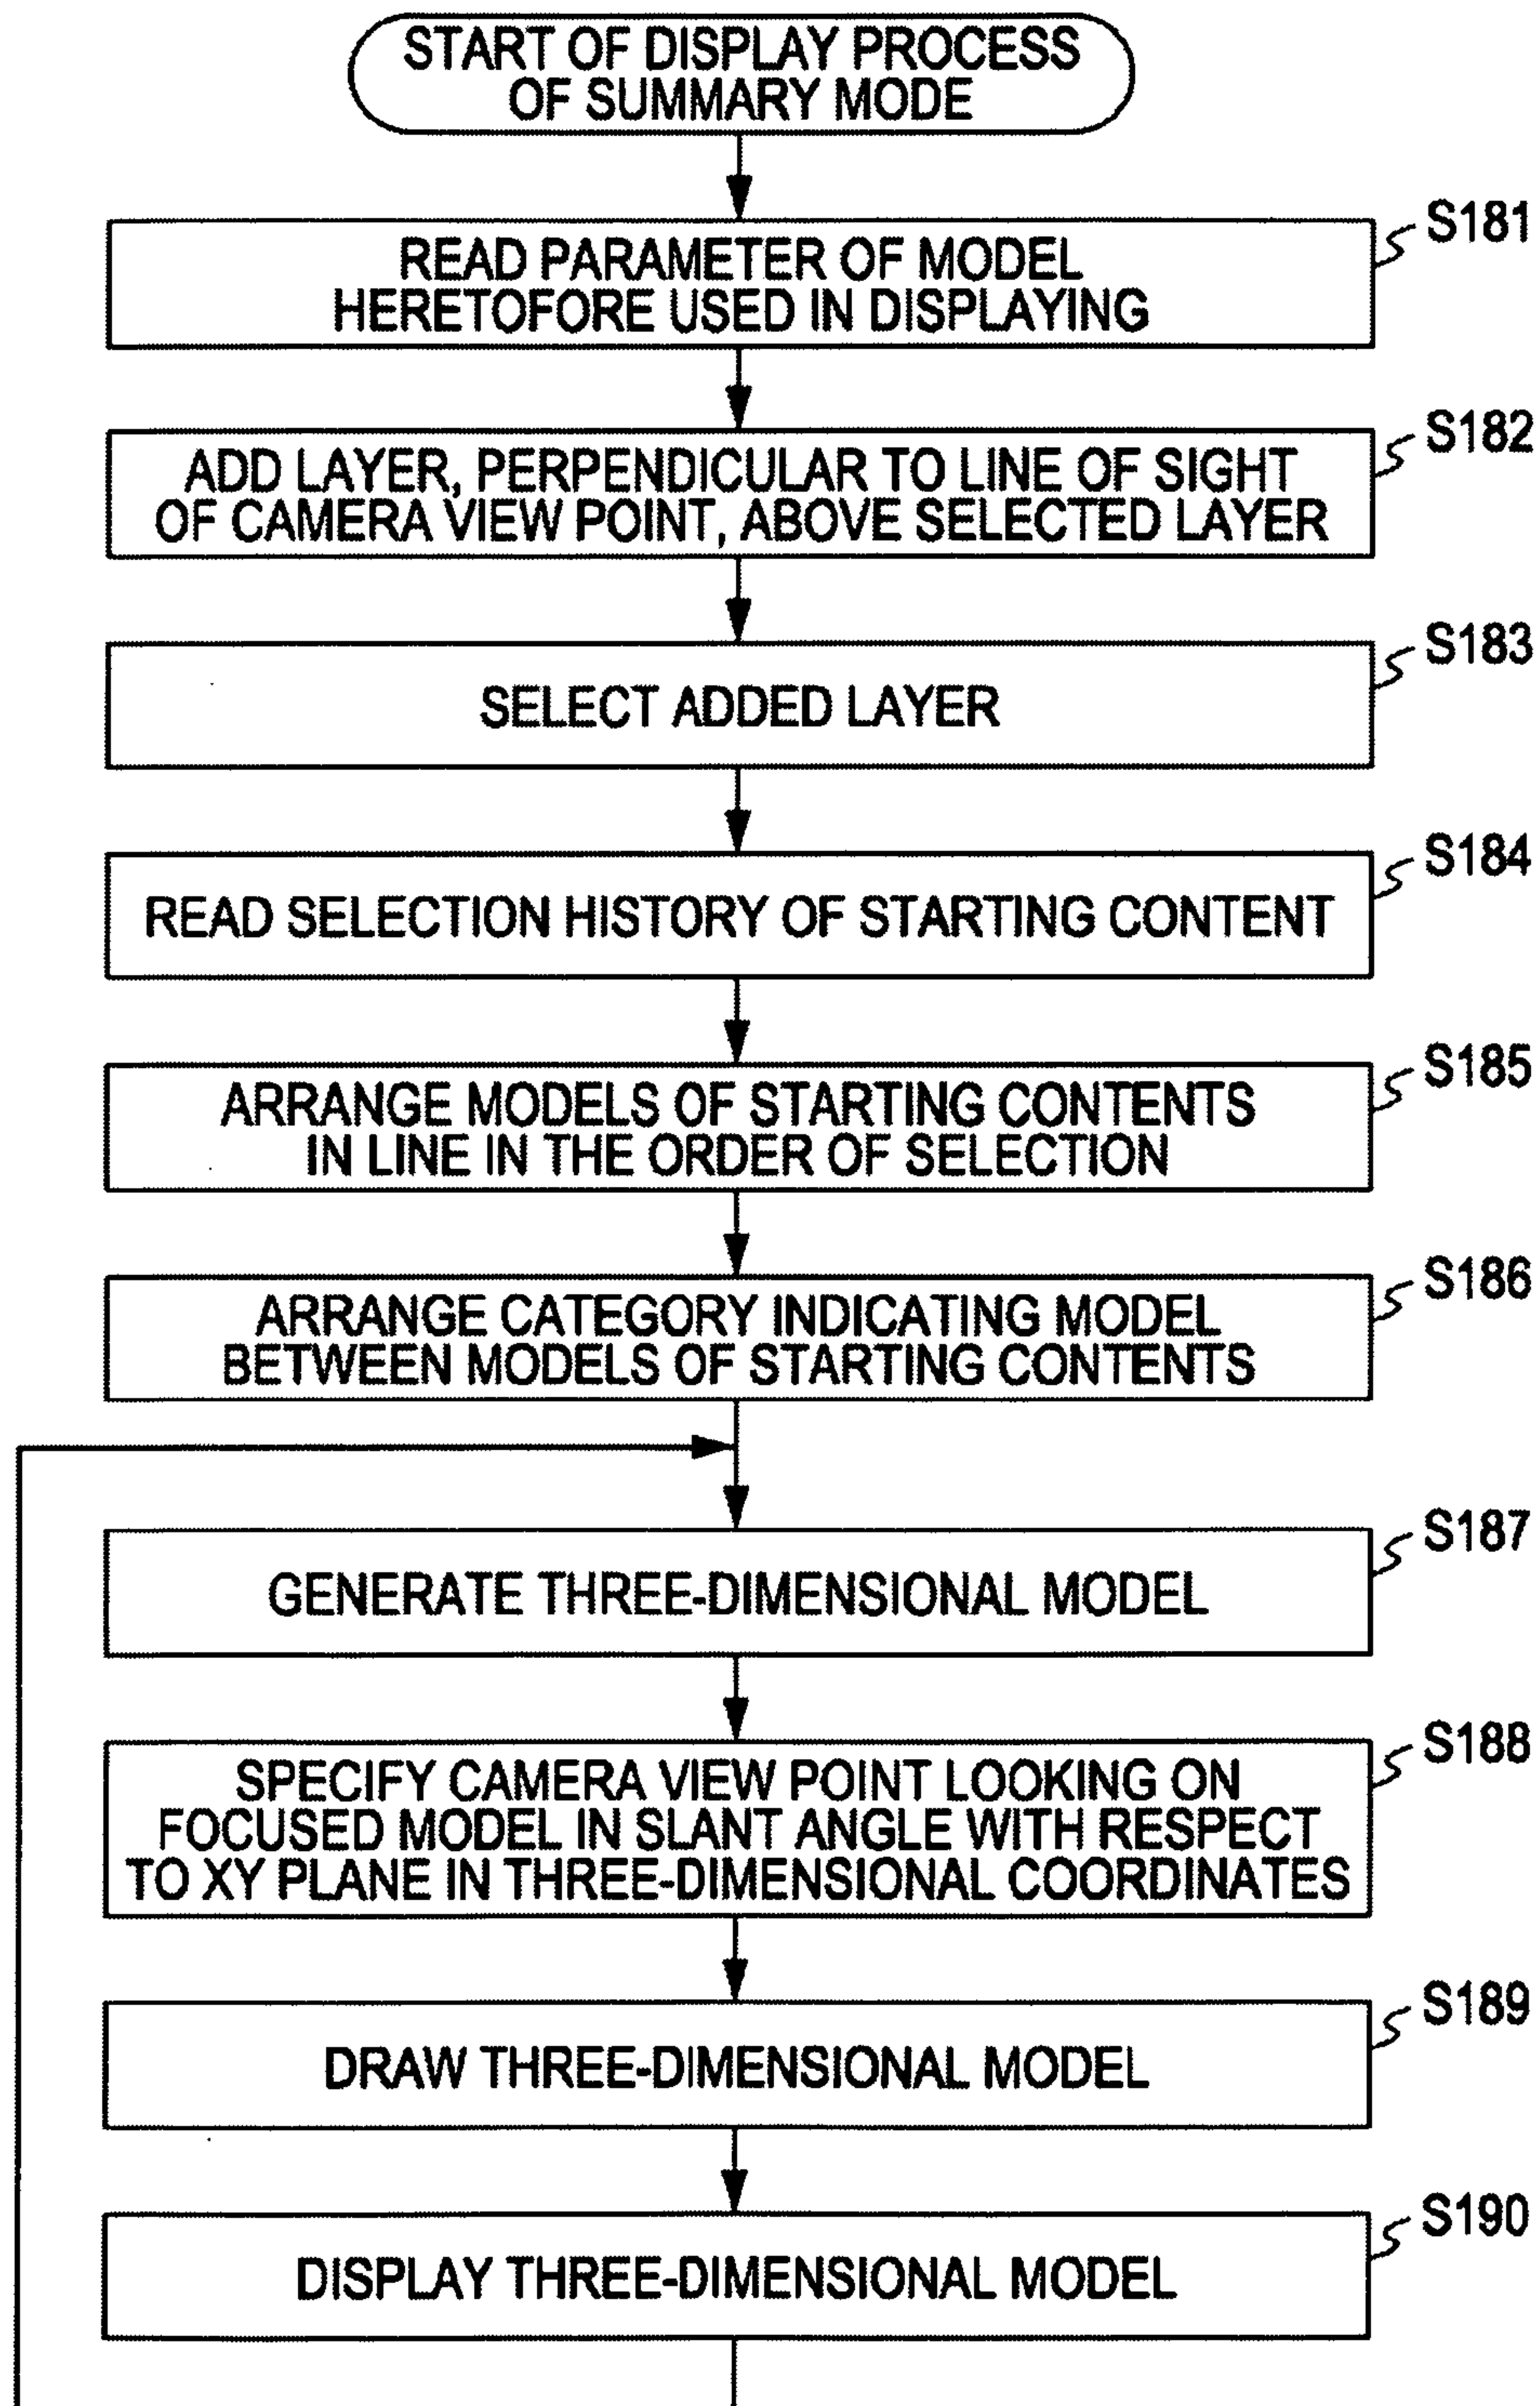 START OF DISPLAY PROCESS
OF SUMMARY MODE
S181
READ PARAMETER OF MODEL
HERETOFORE USED IN DISPLAYING
S182
ADD LAYER, PERPENDICULAR TO LINE OF SIGHT
OF CAMERA VIEW POINT, ABOVE SELECTED LAYER
S183
SELECT ADDED LAYER
S184
READ SELECTION HISTORY OF STARTING CONTENT
S185
ARRANGE MODELS OF STARTING CONTENTS
IN LINE IN THE ORDER OF SELECTION
S186
ARRANGE CATEGORY INDICATING MODEL
BETWEEN MODELS OF STARTING CONTENTS
S187
GENERATE THREE-DIMENSIONAL MODEL
S188
SPECIFY CAMERA VIEW POINT LOOKING ON
FOCUSED MODEL IN SLANT ANGLE WITH RESPECT
TO XY PLANE IN THREE-DIMENSIONAL COORDINATES
S189
DRAW THREE-DIMENSIONAL MODEL
S190
DISPLAY THREE-DIMENSIONAL MODEL